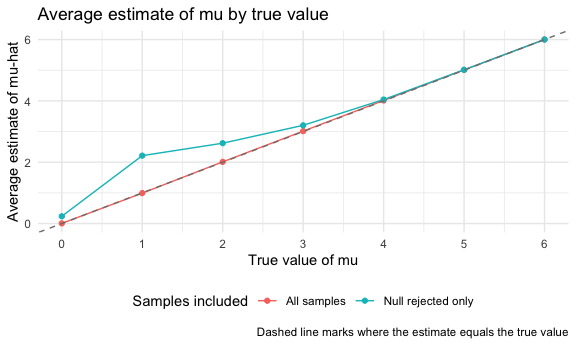 Average estimate of mu by true value
Average estimate of mu-hat
6
4
2
0
0 1 2 3 4 5 6
True value of mu
Samples included All samples Null rejected only
Dashed line marks where the estimate equals the true value